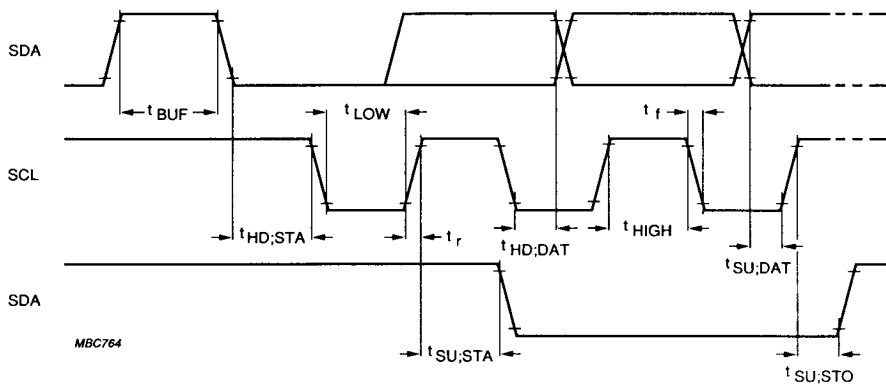 SDA
t BUF
t LOW
t f
SCL
t HD;STA
t r
t HD;DAT
t HIGH
t SU;DAT
SDA
MBC764
t SU;STA
t SU;STO